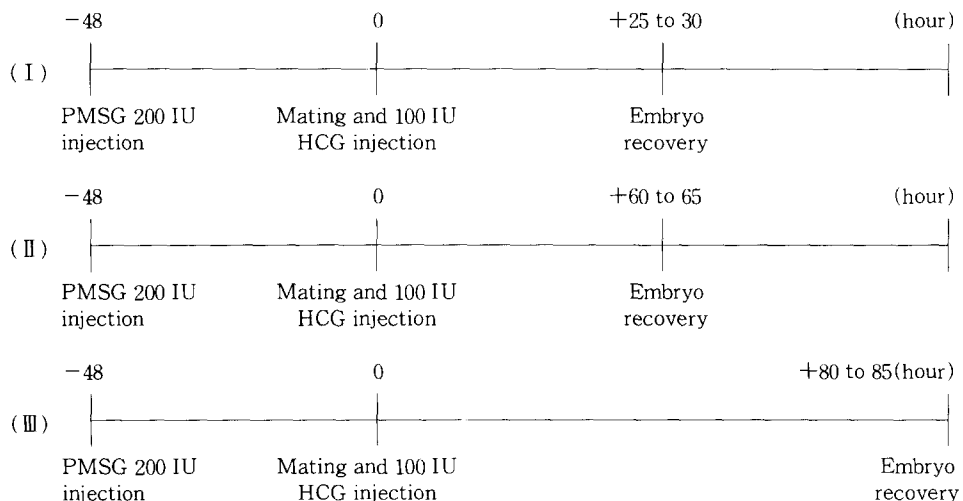 −48 0 +25 to 30 (hour)
(Ⅰ)
PMSG 200 IU Mating and 100 IU Embryo
injection HCG injection recovery
−48 0 +60 to 65 (hour)
(Ⅱ)
PMSG 200 IU Mating and 100 IU Embryo
injection HCG injection recovery
−48 0 +80 to 85(hour)
(Ⅲ)
PMSG 200 IU Mating and 100 IU Embryo
injection HCG injection recovery